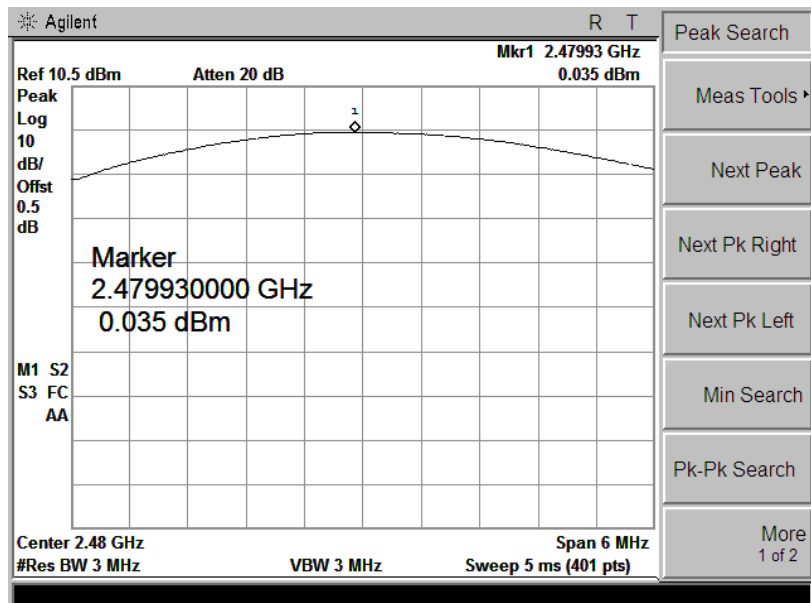 Agilent R T
Mkr1 2.47993 GHz
Ref 10.5 dBm Atten 20 dB 0.035 dBm
Peak
Log
10
dB/
Offst
0.5
dB
1
Marker
2.479930000 GHz
0.035 dBm
M1 S2
S3 FC
AA
Center 2.48 GHz Span 6 MHz
#Res BW 3 MHz VBW 3 MHz Sweep 5 ms (401 pts)
Peak Search
Meas Tools
Next Peak
Next Pk Right
Next Pk Left
Min Search
Pk-Pk Search
More
1 of 2